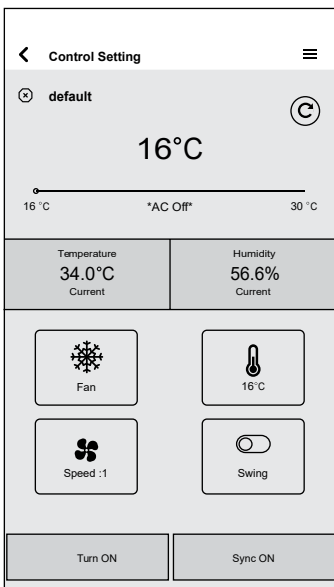 Control Setting
default
C
16°C
16 °C *AC Off* 30 °C
Temperature Humidity
34.0°C 56.6%
Current Current
Fan 16°C
Speed :1 Swing
Turn ON Sync ON